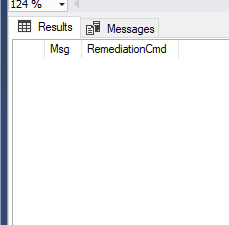 124 %
Results Messages
Msg RemediationCmd